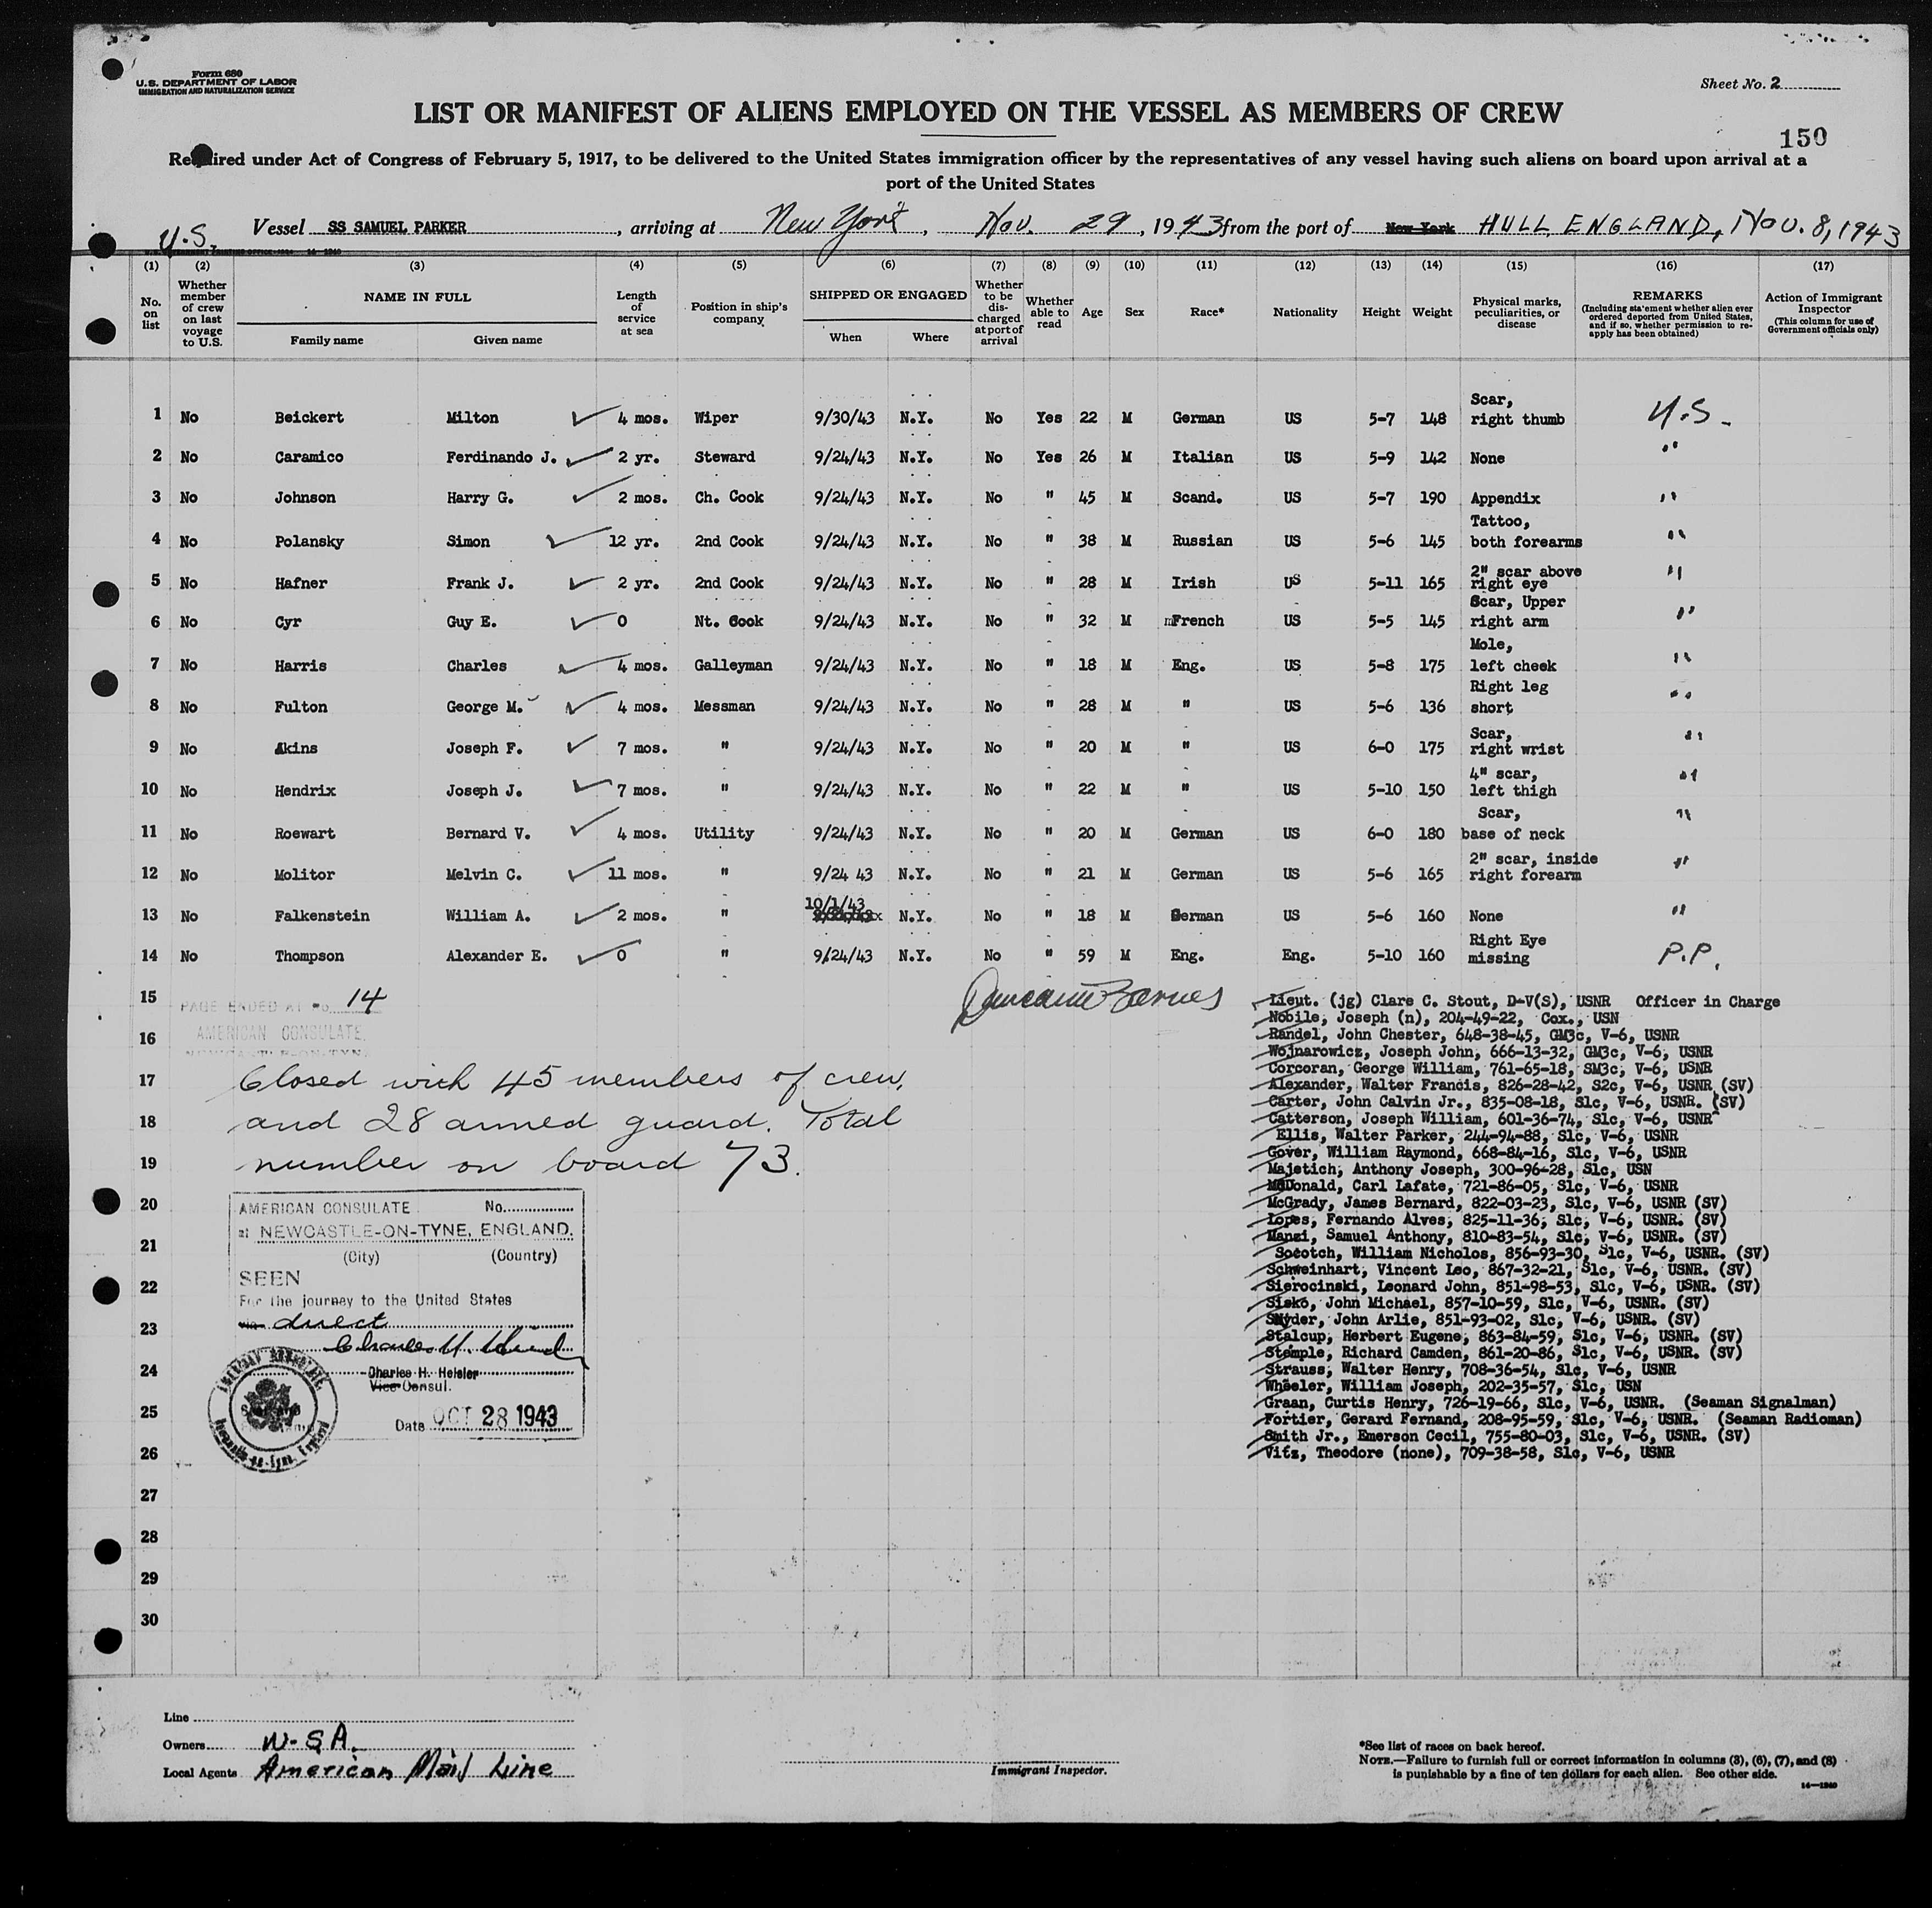 Form 680
U.S. DEPARTMENT OF LABOR
IMMIGRATION AND NATURALIZATION SERVICE
Sheet No. 2
LIST OR MANIFEST OF ALIENS EMPLOYED ON THE VESSEL AS MEMBERS OF CREW
150
Required under Act of Congress of February 5, 1917, to be delivered to the United States immigration officer by the representatives of any vessel having such aliens on board upon arrival at a
port of the United States
U.S. Vessel SS SAMUEL PARKER, arriving at New York, Nov. 29, 1943 from the port of New York HULL, ENGLAND, Nov. 8, 1943
(1) (2) (3) (4) (5) (6) (7) (8) (9) (10) (11) (12) (13) (14) (15) (16) (17)
No. on list
Whether member of crew on last voyage to U.S.
NAME IN FULL
Family name Given name
Length of service at sea
Position in ship's company
SHIPPED OR ENGAGED
When Where
Whether to be discharged at port of arrival
Whether able to read
Age
Sex
Race*
Nationality
Height
Weight
Physical marks, peculiarities, or disease
REMARKS
(Including statement whether alien ever ordered deported from United States, and if so, whether permission to re-apply has been obtained)
Action of Immigrant Inspector
(This column for use of Government officials only)
1 No Beickert Milton 4 mos. Wiper 9/30/43 N.Y. No Yes 22 M German US 5-7 148 Scar, right thumb U.S.
2 No Caramico Ferdinando J. 2 yr. Steward 9/24/43 N.Y. No Yes 26 M Italian US 5-9 142 None "
3 No Johnson Harry G. 2 mos. Ch. Cook 9/24/43 N.Y. No " 45 M Scand. US 5-7 190 Appendix "
4 No Polansky Simon 12 yr. 2nd Cook 9/24/43 N.Y. No " 38 M Russian US 5-6 145 Tattoo, both forearms "
5 No Hafner Frank J. 2 yr. 2nd Cook 9/24/43 N.Y. No " 28 M Irish US 5-11 165 2" scar above right eye "
6 No Cyr Guy E. 0 Nt. Cook 9/24/43 N.Y. No " 32 M French US 5-5 145 Scar, Upper right arm "
7 No Harris Charles 4 mos. Galleyman 9/24/43 N.Y. No " 18 M Eng. US 5-8 175 Mole, left cheek "
8 No Fulton George M. 4 mos. Messman 9/24/43 N.Y. No " 28 M " US 5-6 136 Right leg short "
9 No Akins Joseph F. 7 mos. " 9/24/43 N.Y. No " 20 M " US 6-0 175 Scar, right wrist "
10 No Hendrix Joseph J. 7 mos. " 9/24/43 N.Y. No " 22 M " US 5-10 150 4" scar, left thigh "
11 No Roewart Bernard V. 4 mos. Utility 9/24/43 N.Y. No " 20 M German US 6-0 180 Scar, base of neck "
12 No Molitor Melvin C. 11 mos. " 9/24 43 N.Y. No " 21 M German US 5-6 165 2" scar, inside right forearm "
13 No Falkenstein William A. 2 mos. " 10/1/43 N.Y. No " 18 M German US 5-6 160 None "
14 No Thompson Alexander E. 0 " 9/24/43 N.Y. No " 59 M Eng. Eng. 5-10 160 Right Eye missing P.P.
15
16
17
18
19
20
21
22
23
24
25
26
27
28
29
30
PAGE ENDED AT No. 14
AMERICAN CONSULATE,
Closed with 45 members of crew,
and 28 armed guard. Total
number on board 73.
AMERICAN CONSULATE No.
at NEWCASTLE-ON-TYNE, ENGLAND.
(City) (Country)
SEEN
For the journey to the United States
via direct
Charles H. Heisler
Vice Consul.
Date OCT 28 1943
Lieut. (jg) Clare C. Stout, D-V(S), USNR Officer in Charge
Nobile, Joseph (n), 204-49-22, Cox., USN
Randel, John Chester, 648-38-45, GM3c, V-6, USNR
Wojnarowicz, Joseph John, 666-13-32, GM3c, V-6, USNR
Corcoran, George William, 761-65-18, SM3c, V-6, USNR
Alexander, Walter Francis, 826-28-42, S2c, V-6, USNR (SV)
Carter, John Calvin Jr., 835-08-18, S1c, V-6, USNR. (SV)
Catterson, Joseph William, 601-36-74, S1c, V-6, USNR
Ellis, Walter Parker, 244-94-88, S1c, V-6, USNR
Gover, William Raymond, 668-84-16, S1c, V-6, USNR
Majetich, Anthony Joseph, 300-96-28, S1c, USN
McDonald, Carl Lafate, 721-86-05, S1c, V-6, USNR
McGrady, James Bernard, 822-03-23, S1c, V-6, USNR (SV)
Lopes, Fernando Alves, 825-11-36, S1c, V-6, USNR. (SV)
Manzi, Samuel Anthony, 810-83-54, S1c, V-6, USNR. (SV)
Socotch, William Nicholos, 856-93-30, S1c, V-6, USNR. (SV)
Schweinhart, Vincent Leo, 867-32-21, S1c, V-6, USNR. (SV)
Sierocinski, Leonard John, 851-98-53, S1c, V-6, USNR. (SV)
Sisko, John Michael, 857-10-59, S1c, V-6, USNR. (SV)
Snyder, John Arlie, 851-93-02, S1c, V-6, USNR. (SV)
Stalcup, Herbert Eugene, 863-84-59, S1c, V-6, USNR. (SV)
Stemple, Richard Camden, 861-20-86, S1c, V-6, USNR. (SV)
Strauss, Walter Henry, 708-36-54, S1c, V-6, USNR
Wheeler, William Joseph, 202-35-57, S1c, USN
Graan, Curtis Henry, 726-19-66, S1c, V-6, USNR. (Seaman Signalman)
Fortier, Gerard Fernand, 208-95-59, S1c, V-6, USNR. (Seaman Radioman)
Smith Jr., Emerson Cecil, 755-80-03, S1c, V-6, USNR. (SV)
Vitz, Theodore (none), 709-38-58, S1c, V-6, USNR
Line
Owners W.S.A.
Local Agents American Mail Line
Immigrant Inspector.
*See list of races on back hereof.
NOTE.—Failure to furnish full or correct information in columns (3), (6), (7), and (8)
is punishable by a fine of ten dollars for each alien. See other side.
14—1940